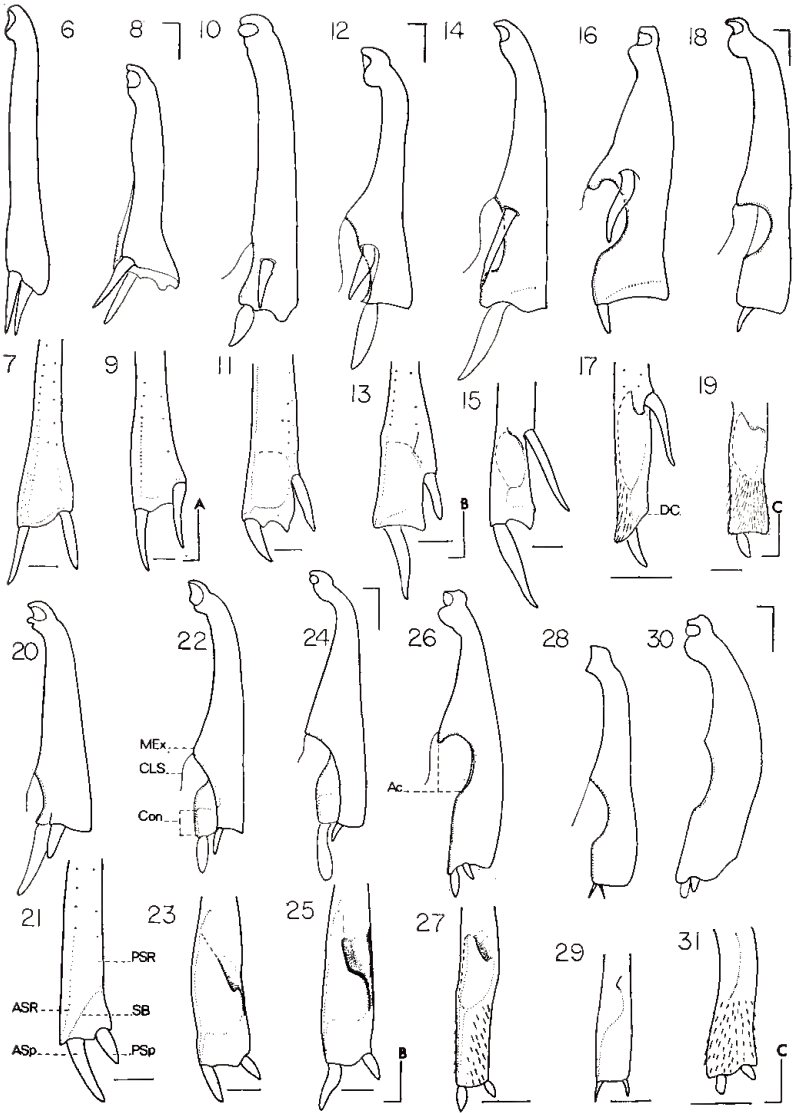 6 8 10 12 14 16 18
7 9 11 13 15 17 19
A B DC C
20 22 24 26 28 30
MEx
CLS
Con
Ac
21 23 25 27 29 31
PSR
ASR SB
ASp PSp
B C